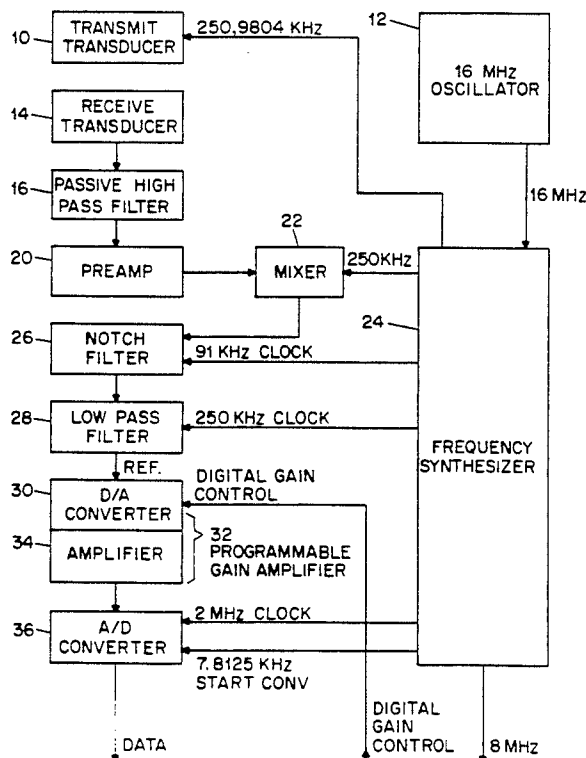 10
TRANSMIT
TRANSDUCER
250,9804 KHz
12
16 MHz
OSCILLATOR
14
RECEIVE
TRANSDUCER
16
PASSIVE HIGH
PASS FILTER
16 MHz
20
PREAMP
22
MIXER
250KHz
24
FREQUENCY
SYNTHESIZER
26
NOTCH
FILTER
91 KHz CLOCK
28
LOW PASS
FILTER
250 KHz CLOCK
REF.
30
D/A
CONVERTER
DIGITAL GAIN
CONTROL
34
AMPLIFIER
32
PROGRAMMABLE
GAIN AMPLIFIER
36
A/D
CONVERTER
2 MHz CLOCK
7.8125 KHz
START CONV
DATA
DIGITAL
GAIN
CONTROL
8 MHz